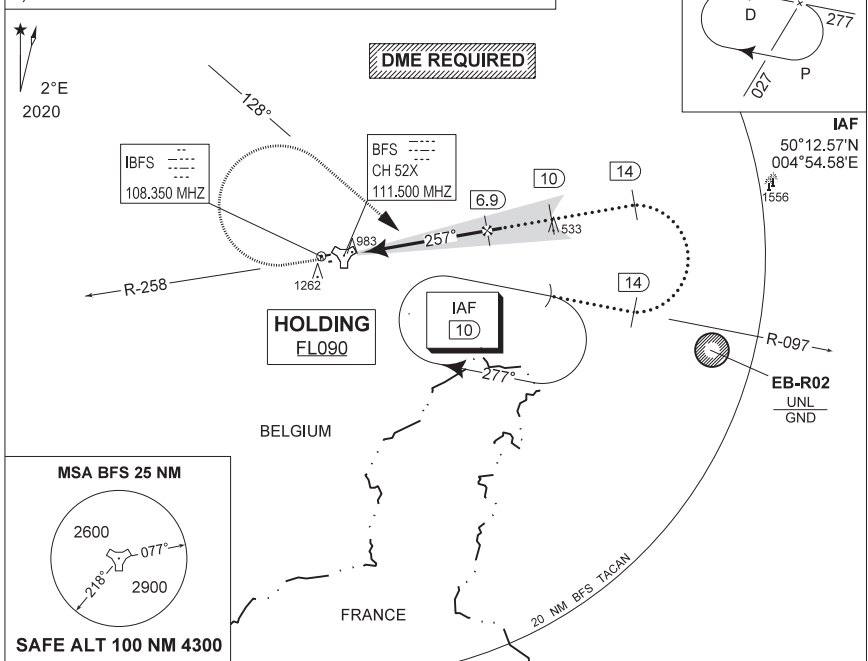 D
277
027
P
DME REQUIRED
2°E
2020
128°
IAF
50°12.57'N
004°54.58'E
1556
IBFS
108.350 MHZ
BFS
CH 52X
111.500 MHZ
10
14
6.9
533
983
257°
1262
R-258
14
IAF
10
HOLDING
FL090
R-097
277°
EB-R02
UNL
GND
BELGIUM
MSA BFS 25 NM
2600
077°
218°
2900
20 NM BFS TACAN
FRANCE
SAFE ALT 100 NM 4300